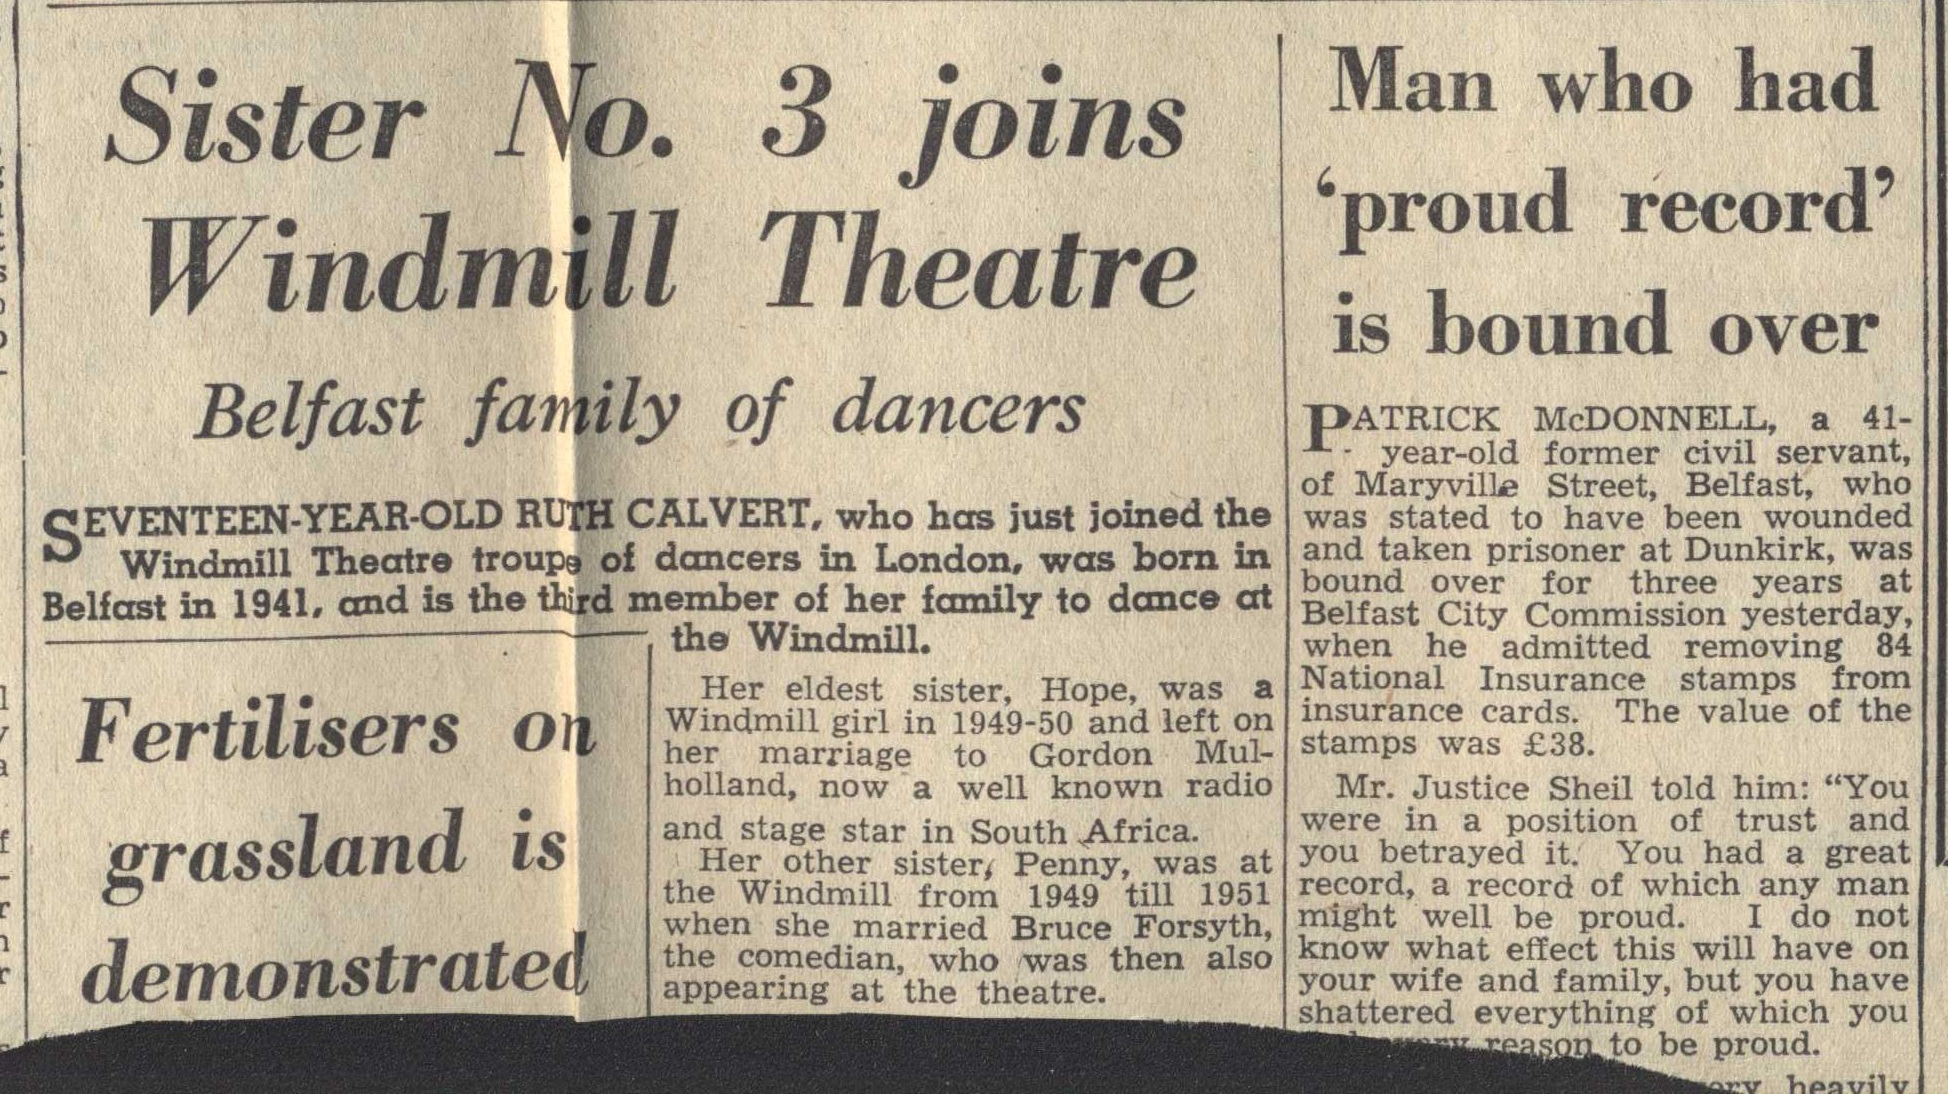 Sister No. 3 joins
Windmill Theatre
Belfast family of dancers
SEVENTEEN-YEAR-OLD RUTH CALVERT, who has just joined the
Windmill Theatre troupe of dancers in London, was born in
Belfast in 1941, and is the third member of her family to dance at
the Windmill.
Her eldest sister, Hope, was a
Windmill girl in 1949-50 and left on
her marriage to Gordon Mul-
holland, now a well known radio
and stage star in South Africa.
Her other sister, Penny, was at
the Windmill from 1949 till 1951
when she married Bruce Forsyth,
the comedian, who was then also
appearing at the theatre.
Fertilisers on
grassland is
demonstrated
Man who had
‘proud record’
is bound over
PATRICK McDONNELL, a 41-
year-old former civil servant,
of Maryville Street, Belfast, who
was stated to have been wounded
and taken prisoner at Dunkirk, was
bound over for three years at
Belfast City Commission yesterday,
when he admitted removing 84
National Insurance stamps from
insurance cards. The value of the
stamps was £38.
Mr. Justice Sheil told him: “You
were in a position of trust and
you betrayed it. You had a great
record, a record of which any man
might well be proud. I do not
know what effect this will have on
your wife and family, but you have
shattered everything of which you
reason to be proud.
heavily